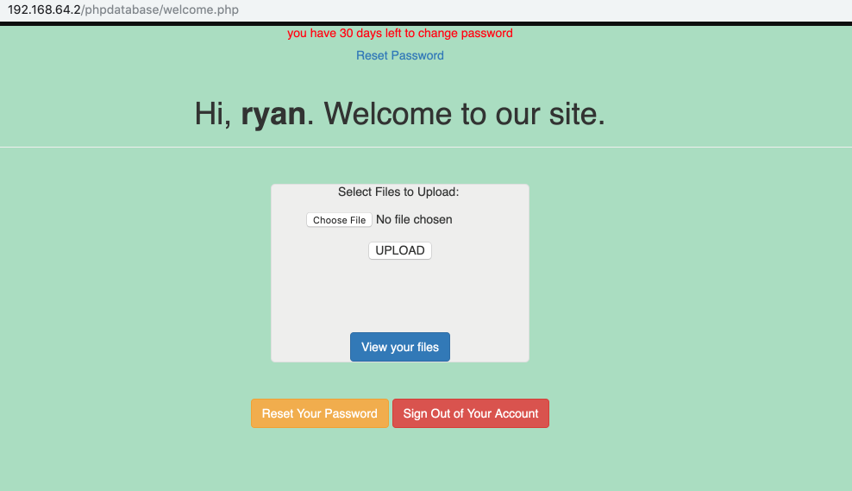 192.168.64.2/phpdatabase/welcome.php
you have 30 days left to change password
Reset Password
Hi, ryan. Welcome to our site.
Select Files to Upload:
Choose File No file chosen
UPLOAD
View your files
Reset Your Password Sign Out of Your Account